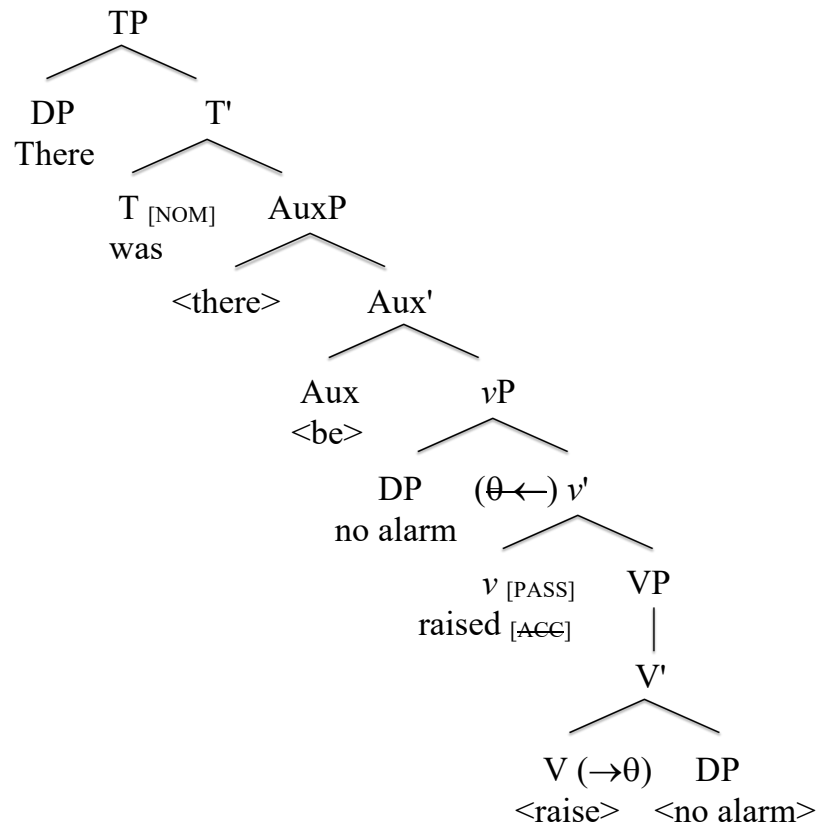 TP
DP T'
There
T [NOM] AuxP
was
<there> Aux'
Aux vP
<be>
DP (θ ←) v'
no alarm
v [PASS] VP
raised [ACC]
V'
V (→θ) DP
<raise> <no alarm>